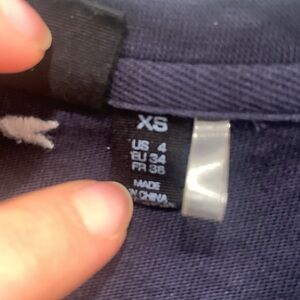 XS
US 4
EU 34
FR 36
MADE
IN CHINA